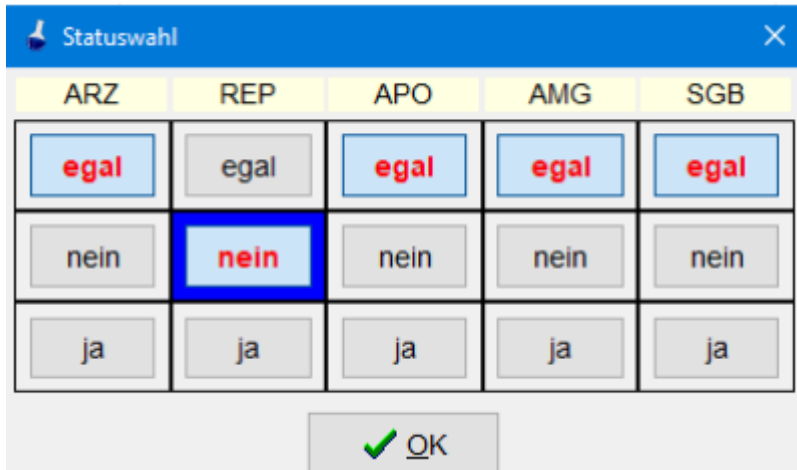 Statuswahl
ARZ REP APO AMG SGB
egal egal egal egal egal
nein nein nein nein nein
ja ja ja ja ja
OK